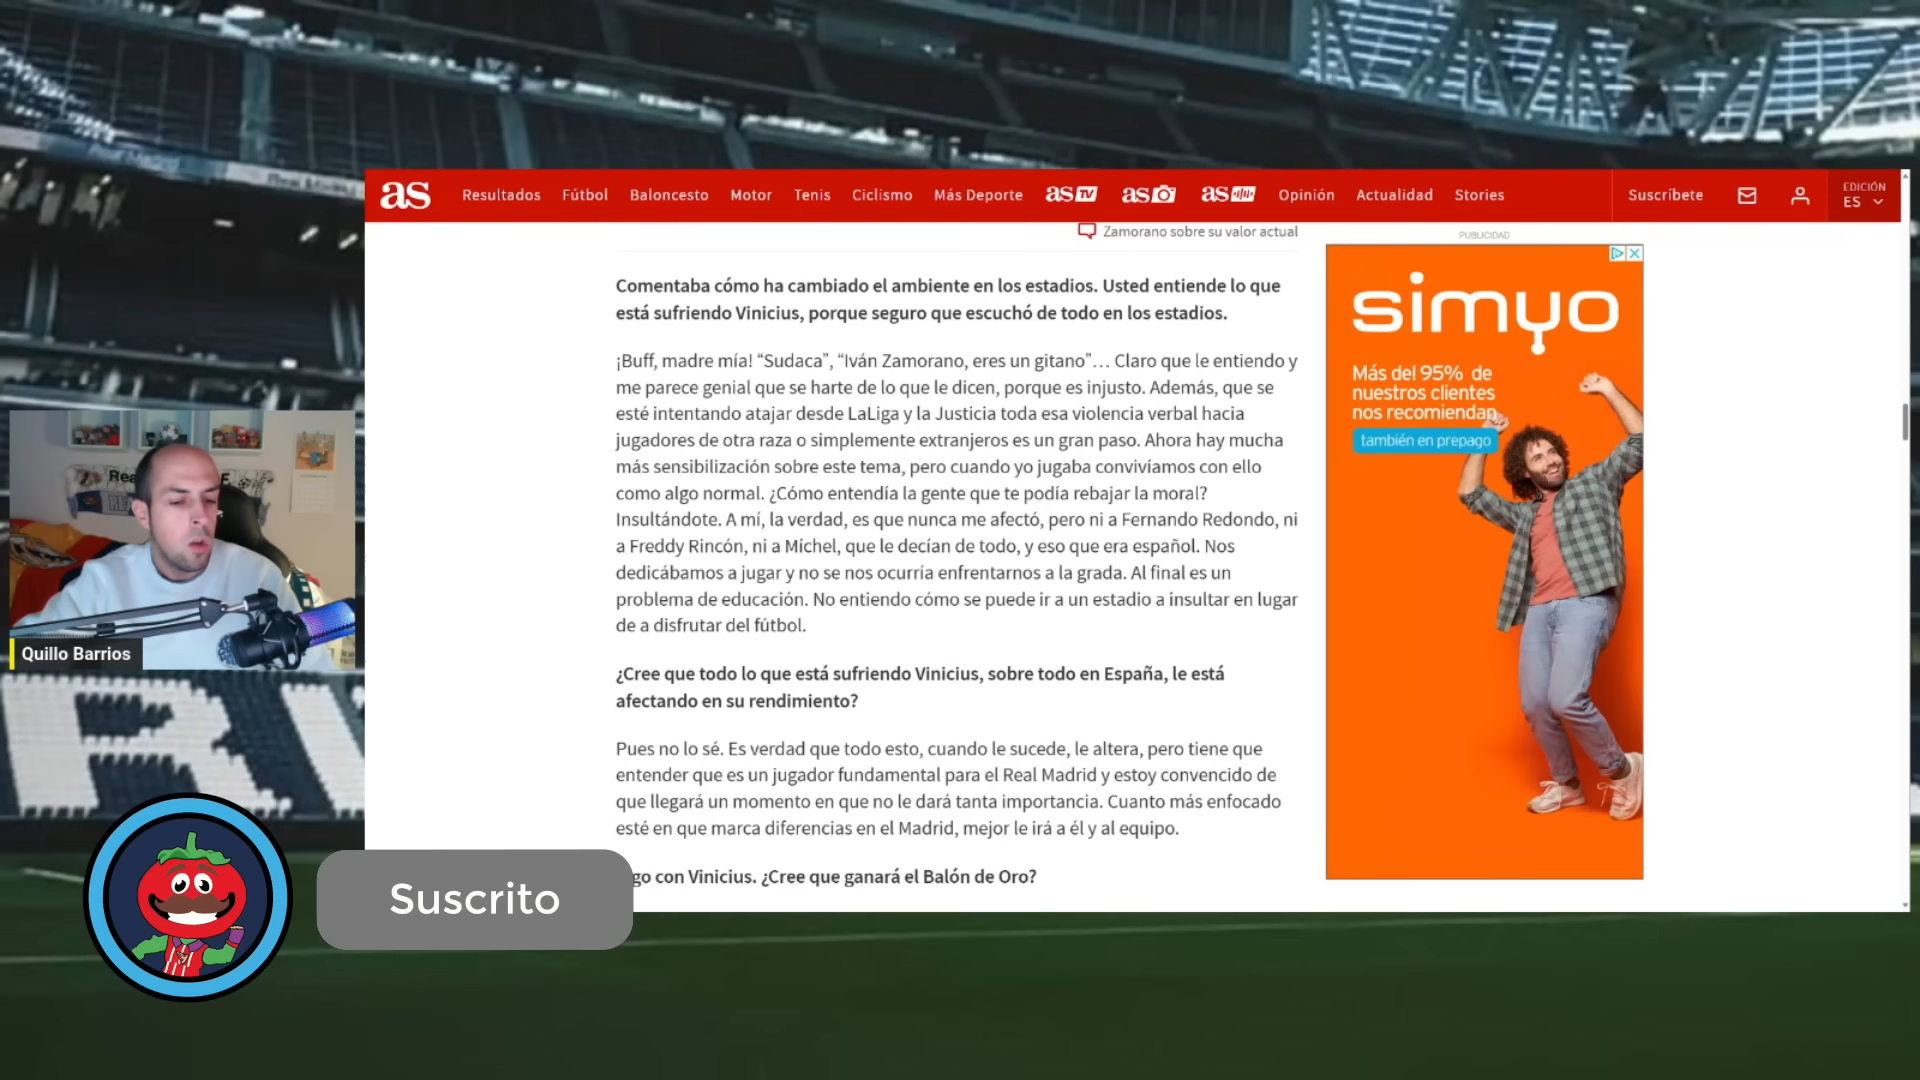 as
Resultados
Fútbol
Baloncesto
Motor
Tenis
Ciclismo
Más Deporte
as TV
as
as
Opinión
Actualidad
Stories
Suscríbete
EDICIÓN
ES
Zamorano sobre su valor actual
Comentaba cómo ha cambiado el ambiente en los estadios. Usted entiende lo que
está sufriendo Vinicius, porque seguro que escuchó de todo en los estadios.
¡Buff, madre mía! “Sudaca”, “Iván Zamorano, eres un gitano”… Claro que le entiendo y
me parece genial que se harte de lo que le dicen, porque es injusto. Además, que se
esté intentando atajar desde LaLiga y la Justicia toda esa violencia verbal hacia
jugadores de otra raza o simplemente extranjeros es un gran paso. Ahora hay mucha
más sensibilización sobre este tema, pero cuando yo jugaba convivíamos con ello
como algo normal. ¿Cómo entendía la gente que te podía rebajar la moral?
Insultándote. A mí, la verdad, es que nunca me afectó, pero ni a Fernando Redondo, ni
a Freddy Rincón, ni a Míchel, que le decían de todo, y eso que era español. Nos
dedicábamos a jugar y no se nos ocurría enfrentarnos a la grada. Al final es un
problema de educación. No entiendo cómo se puede ir a un estadio a insultar en lugar
de a disfrutar del fútbol.
¿Cree que todo lo que está sufriendo Vinicius, sobre todo en España, le está
afectando en su rendimiento?
Pues no lo sé. Es verdad que todo esto, cuando le sucede, le altera, pero tiene que
entender que es un jugador fundamental para el Real Madrid y estoy convencido de
que llegará un momento en que no le dará tanta importancia. Cuanto más enfocado
esté en que marca diferencias en el Madrid, mejor le irá a él y al equipo.
go con Vinicius. ¿Cree que ganará el Balón de Oro?
PUBLICIDAD
simyo
Más del 95% de
nuestros clientes
nos recomiendan
también en prepago
Quillo Barrios
Suscrito